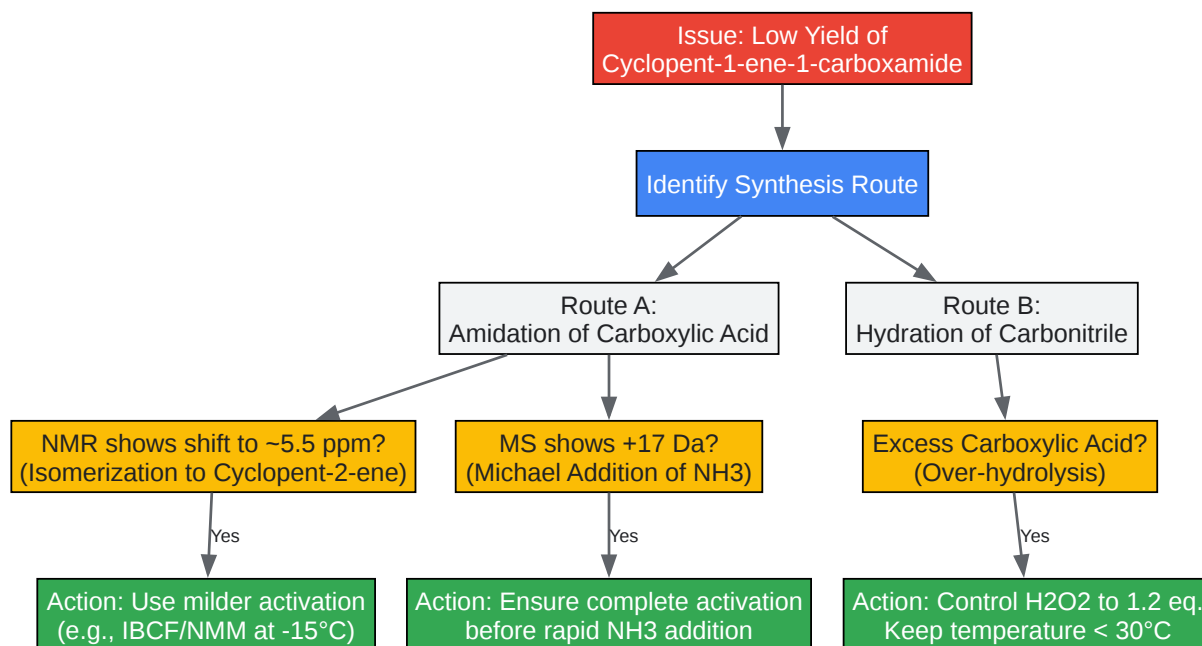 Issue: Low Yield of
Cyclopent-1-ene-1-carboxamide
Identify Synthesis Route
Route A:
Amidation of Carboxylic Acid
Route B:
Hydration of Carbonitrile
NMR shows shift to ~5.5 ppm?
(Isomerization to Cyclopent-2-ene)
MS shows +17 Da?
(Michael Addition of NH3)
Excess Carboxylic Acid?
(Over-hydrolysis)
Yes
Yes
Yes
Action: Use milder activation
(e.g., IBCF/NMM at -15°C)
Action: Ensure complete activation
before rapid NH3 addition
Action: Control H2O2 to 1.2 eq.
Keep temperature < 30°C